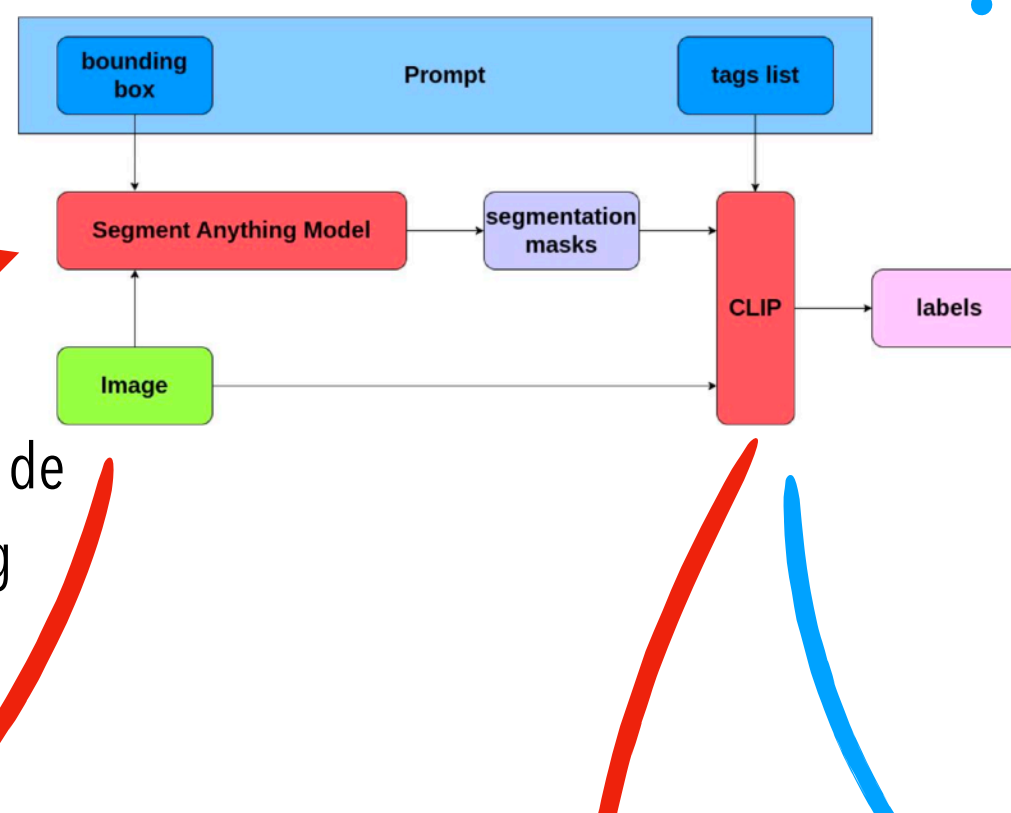 bounding
box
Prompt
tags list
Segment Anything Model
segmentation
masks
CLIP
labels
Image
de
g